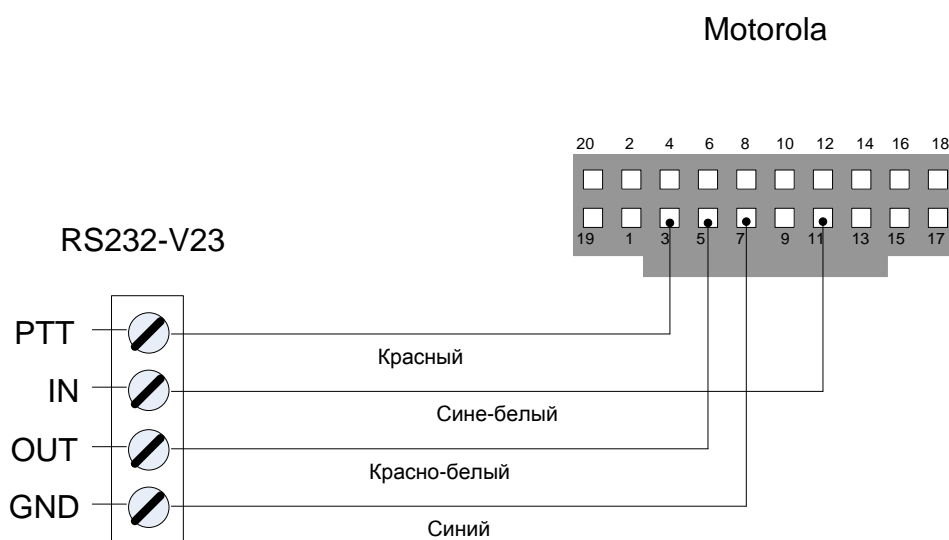 Motorola
20 2 4 6 8 10 12 14 16 18
19 1 3 5 7 9 11 13 15 17
RS232-V23
PTT
Красный
IN
Сине-белый
OUT
Красно-белый
GND
Синий